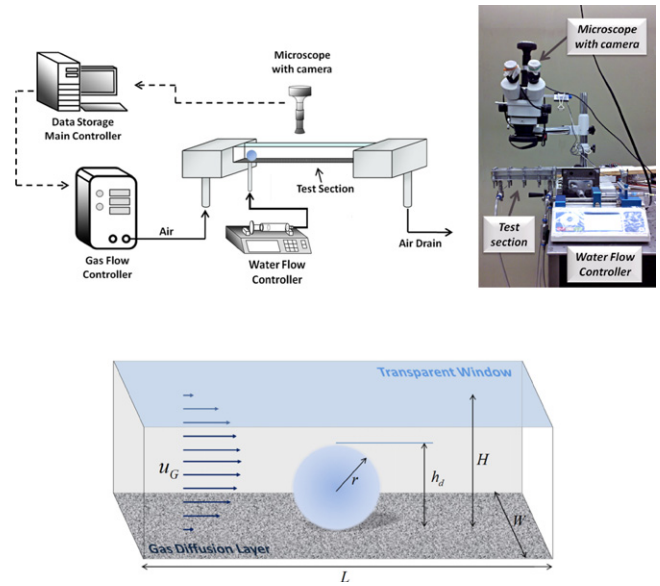 Microscope
with camera
Data Storage
Main Controller
Test Section
Air
Gas Flow
Controller
Water Flow
Controller
Air Drain
Microscope
with camera
Test
section
Water Flow
Controller
Transparent Window
u_G
r
h_d
H
W
Gas Diffusion Layer
L